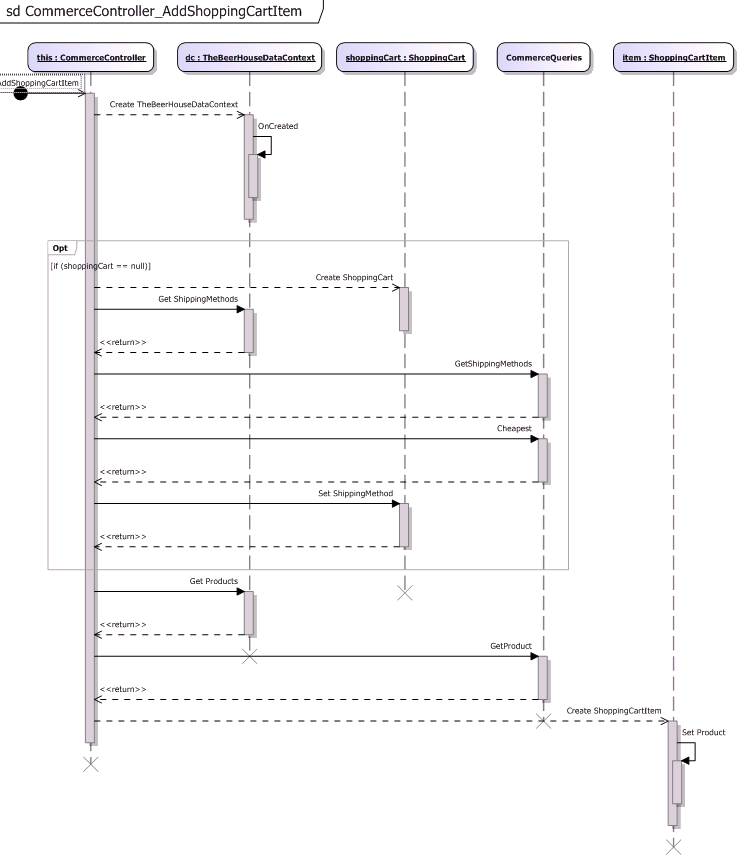 sd CommerceController_AddShoppingCartItem
this : CommerceController
dc : TheBeerHouseDataContext
shoppingCart : ShoppingCart
CommerceQueries
item : ShoppingCartItem
AddShoppingCartItem
Create TheBeerHouseDataContext
OnCreated
Opt
[if (shoppingCart == null)]
Create ShoppingCart
Get ShippingMethods
<<return>>
GetShippingMethods
<<return>>
Cheapest
<<return>>
Set ShippingMethod
<<return>>
Get Products
<<return>>
GetProduct
<<return>>
Create ShoppingCartItem
Set Product